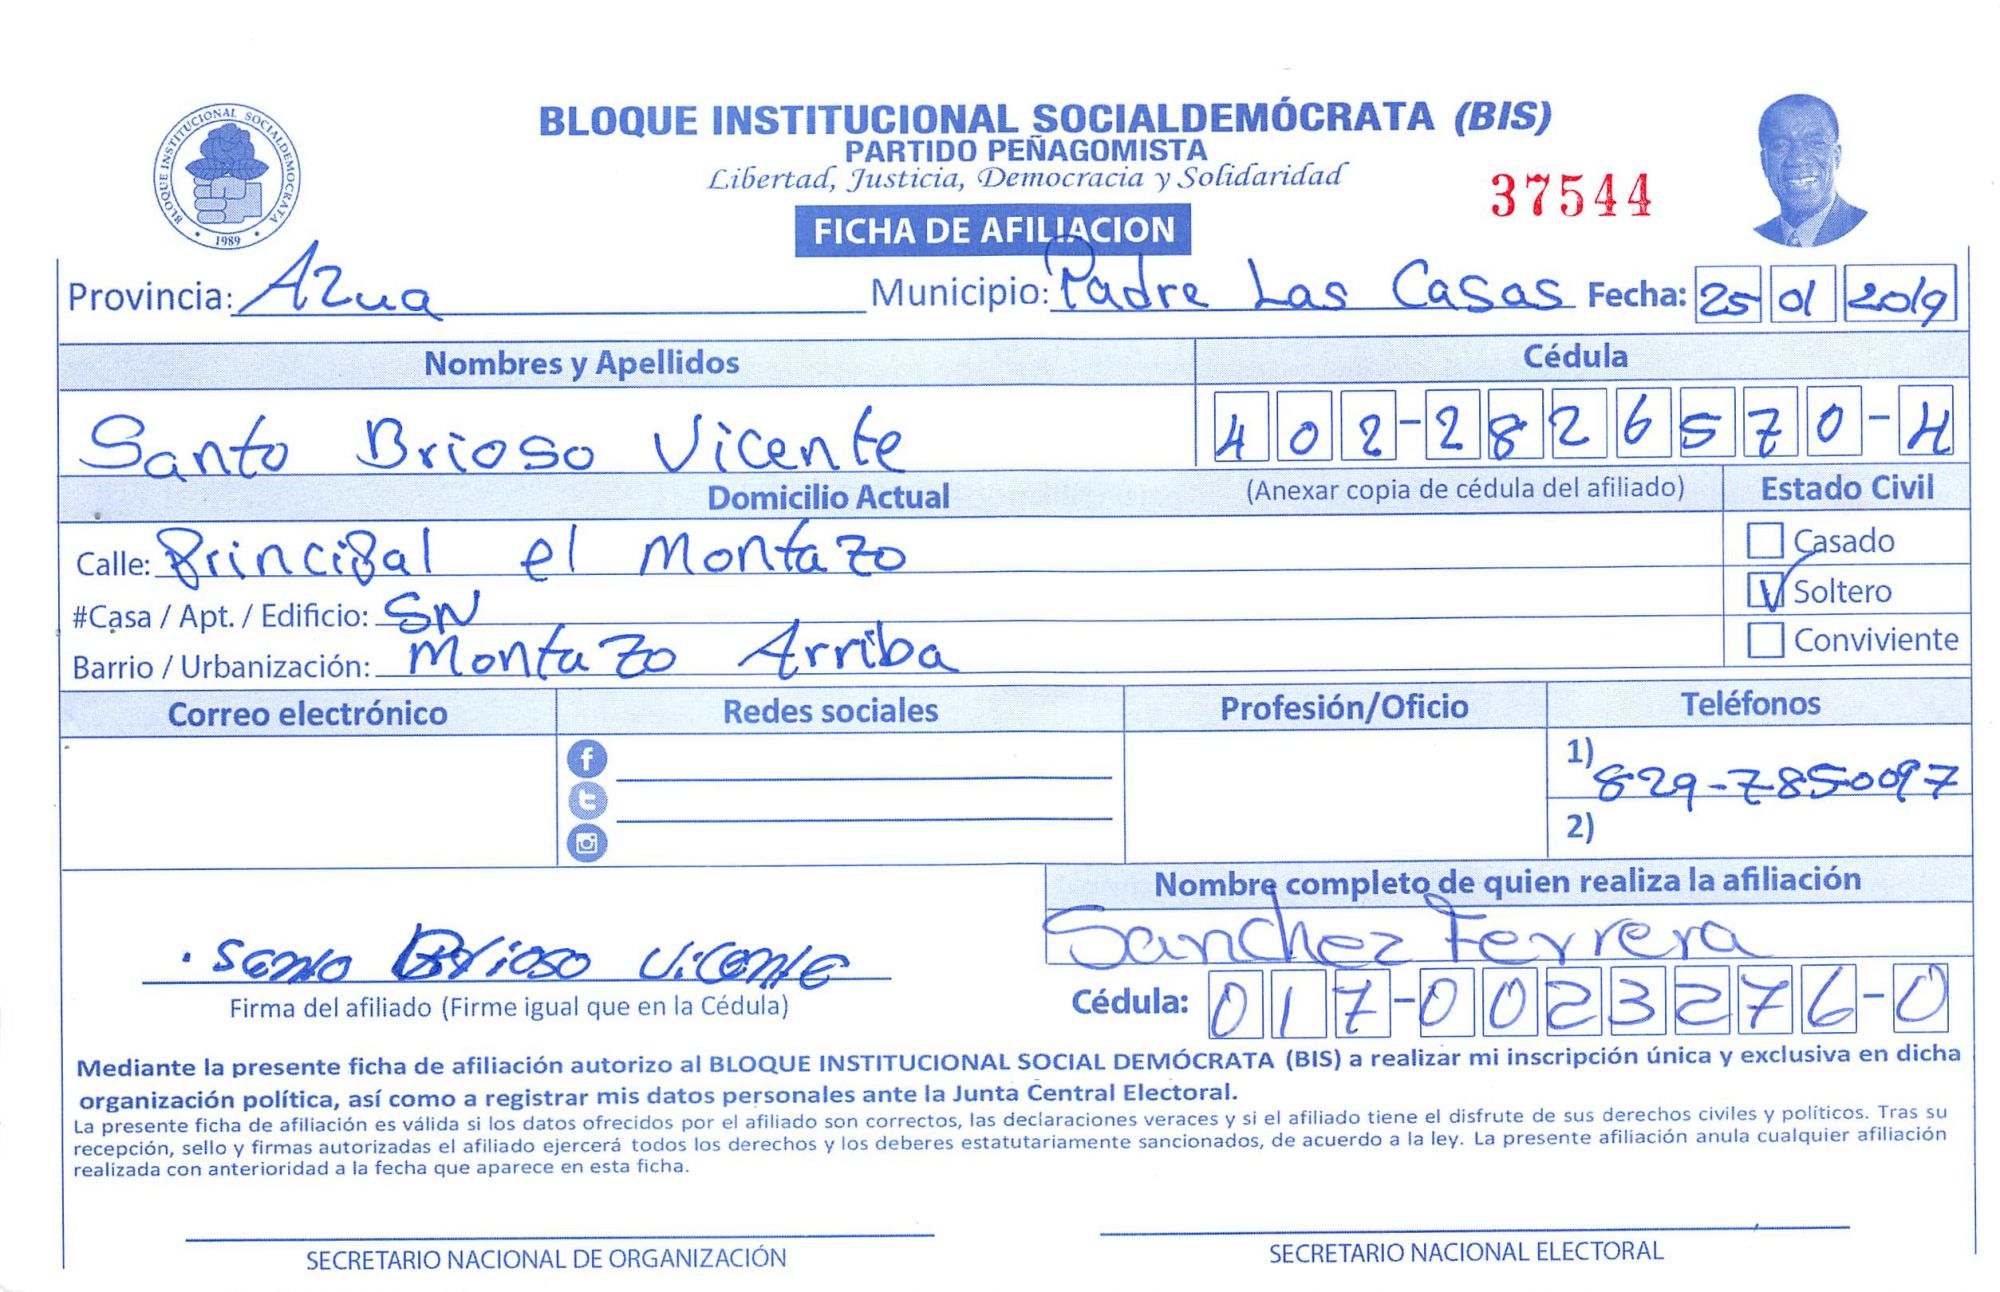 BLOQUE INSTITUCIONAL SOCIALDEMOCRATA
1989
BLOQUE INSTITUCIONAL SOCIALDEMÓCRATA (BIS)
PARTIDO PEÑAGOMISTA
Libertad, Justicia, Democracia y Solidaridad
37544
FICHA DE AFILIACION
Provincia: Azua Municipio: Padre Las Casas Fecha: 25 01 2019
Nombres y Apellidos Cédula
Santo Brioso Vicente 402-2826570-4
Domicilio Actual (Anexar copia de cédula del afiliado) Estado Civil
Calle: Principal el Montazo Casado
#Casa / Apt. / Edificio: SN Soltero
Barrio / Urbanización: Montazo Arriba Conviviente
Correo electrónico Redes sociales Profesión/Oficio Teléfonos
1) 829-7850097
2)
Nombre completo de quien realiza la afiliación
Sanchez Ferrera
Santo Brioso Vicente
Firma del afiliado (Firme igual que en la Cédula) Cédula: 017-0023276-0
Mediante la presente ficha de afiliación autorizo al BLOQUE INSTITUCIONAL SOCIAL DEMÓCRATA (BIS) a realizar mi inscripción única y exclusiva en dicha
organización política, así como a registrar mis datos personales ante la Junta Central Electoral.
La presente ficha de afiliación es válida si los datos ofrecidos por el afiliado son correctos, las declaraciones veraces y si el afiliado tiene el disfrute de sus derechos civiles y políticos. Tras su
recepción, sello y firmas autorizadas el afiliado ejercerá todos los derechos y los deberes estatutariamente sancionados, de acuerdo a la ley. La presente afiliación anula cualquier afiliación
realizada con anterioridad a la fecha que aparece en esta ficha.
SECRETARIO NACIONAL DE ORGANIZACIÓN SECRETARIO NACIONAL ELECTORAL